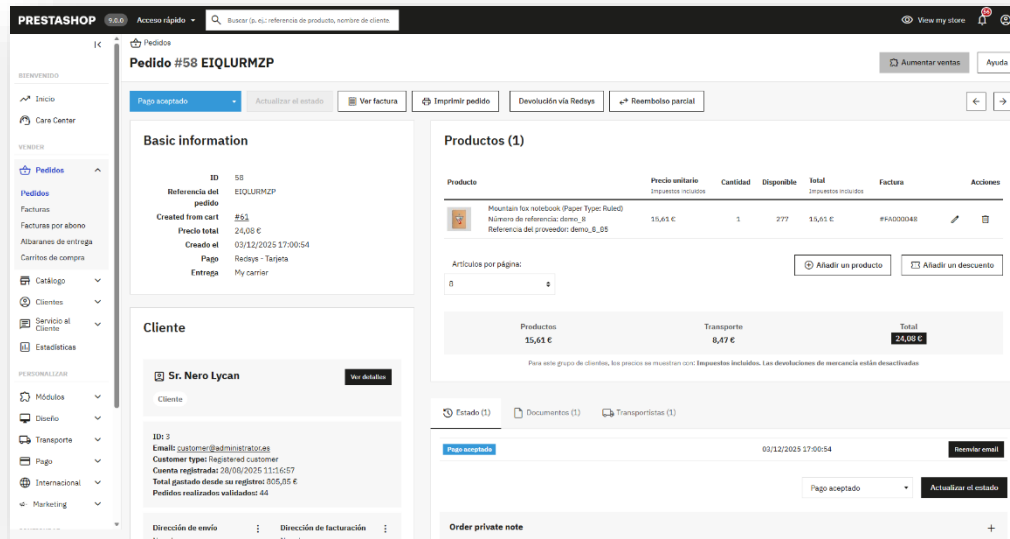 PRESTASHOP 9.0.0 Acceso rápido Buscar (p. ej.: referencia de producto, nombre de cliente. View my store
Pedidos
Pedido #58 EIQLURMZP
Aumentar ventas Ayuda
Pago aceptado Actualizar el estado Ver factura Imprimir pedido Devolución vía Redsys Reembolso parcial
BIENVENIDO
Inicio
Care Center
VENDER
Pedidos
Pedidos
Facturas
Facturas por abono
Albaranes de entrega
Carritos de compra
Catálogo
Clientes
Servicio al
Cliente
Estadísticas
PERSONALIZAR
Módulos
Diseño
Transporte
Pago
Internacional
Marketing
Basic information
ID 58
Referencia del
pedido
EIQLURMZP
Created from cart #61
Precio total 24,08 €
Creado el 03/12/2025 17:00:54
Pago Redsys - Tarjeta
Entrega My carrier
Cliente
Sr. Nero Lycan Ver detalles
Cliente
ID: 3
Email: customer@administrator.es
Customer type: Registered customer
Cuenta registrada: 28/08/2025 11:16:57
Total gastado desde su registro: 805,85 €
Pedidos realizados validados: 44
Dirección de envío Dirección de facturación
Productos (1)
Producto Precio unitario Cantidad Disponible Total Factura Acciones
Impuestos incluidos Impuestos incluidos
Mountain fox notebook (Paper Type: Ruled)
Número de referencia: demo_8
Referencia del proveedor: demo_8_85
15,61 € 1 277 15,61 € #FA000048
Artículos por página:
8
Añadir un producto Añadir un descuento
Productos Transporte Total
15,61 € 8,47 € 24,08 €
Para este grupo de clientes, los precios se muestran con: Impuestos incluidos. Las devoluciones de mercancía están desactivadas
Estado (1) Documentos (1) Transportistas (1)
Pago aceptado 03/12/2025 17:00:54 Reenviar email
Pago aceptado Actualizar el estado
Order private note